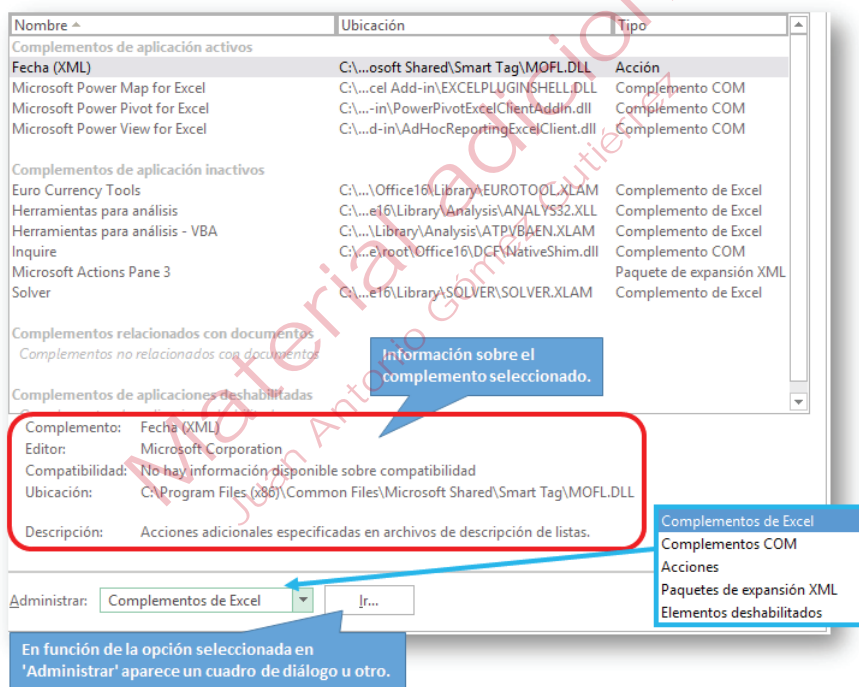 Nombre Ubicación Tipo
Complementos de aplicación activos
Fecha (XML) C:\...osoft Shared\Smart Tag\MOFL.DLL Acción
Microsoft Power Map for Excel C:\...cel Add-in\EXCELPLUGINSHELL.DLL Complemento COM
Microsoft Power Pivot for Excel C:\...-in\PowerPivotExcelClientAddIn.dll Complemento COM
Microsoft Power View for Excel C:\...d-in\AdHocReportingExcelClient.dll Complemento COM
Complementos de aplicación inactivos
Euro Currency Tools C:\...\Office16\Library\EUROTOOL.XLAM Complemento de Excel
Herramientas para análisis C:\...e16\Library\Analysis\ANALYS32.XLL Complemento de Excel
Herramientas para análisis - VBA C:\...\Library\Analysis\ATPVBAEN.XLAM Complemento de Excel
Inquire C:\...e\root\Office16\DCF\NativeShim.dll Complemento COM
Microsoft Actions Pane 3 Paquete de expansión XML
Solver C:\...e16\Library\SOLVER\SOLVER.XLAM Complemento de Excel
Complementos relacionados con documentos
Complementos no relacionados con documentos
Información sobre el
complemento seleccionado.
Complementos de aplicaciones deshabilitadas
Complemento: Fecha (XML)
Editor: Microsoft Corporation
Compatibilidad: No hay información disponible sobre compatibilidad
Ubicación: C:\Program Files (x86)\Common Files\Microsoft Shared\Smart Tag\MOFL.DLL
Descripción: Acciones adicionales especificadas en archivos de descripción de listas.
Complementos de Excel
Complementos COM
Acciones
Paquetes de expansión XML
Elementos deshabilitados
Administrar: Complementos de Excel Ir...
En función de la opción seleccionada en
'Administrar' aparece un cuadro de diálogo u otro.
Material adicion
Juan Antonio Gómez Gutiérrez